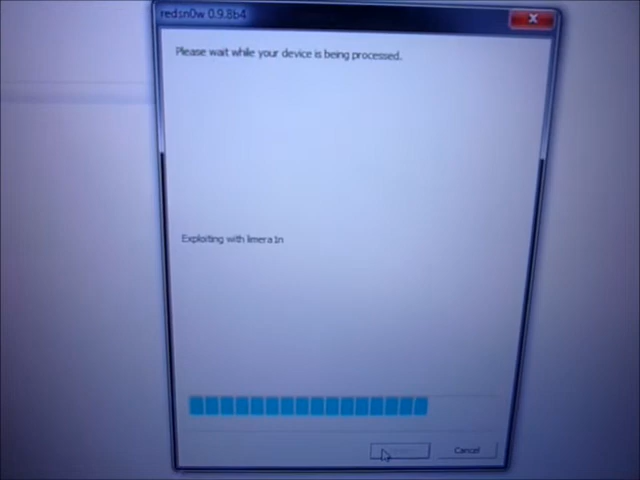 redsn0w 0.9.8b4
Please wait while your device is being processed.
Exploiting with limera1n
Cancel